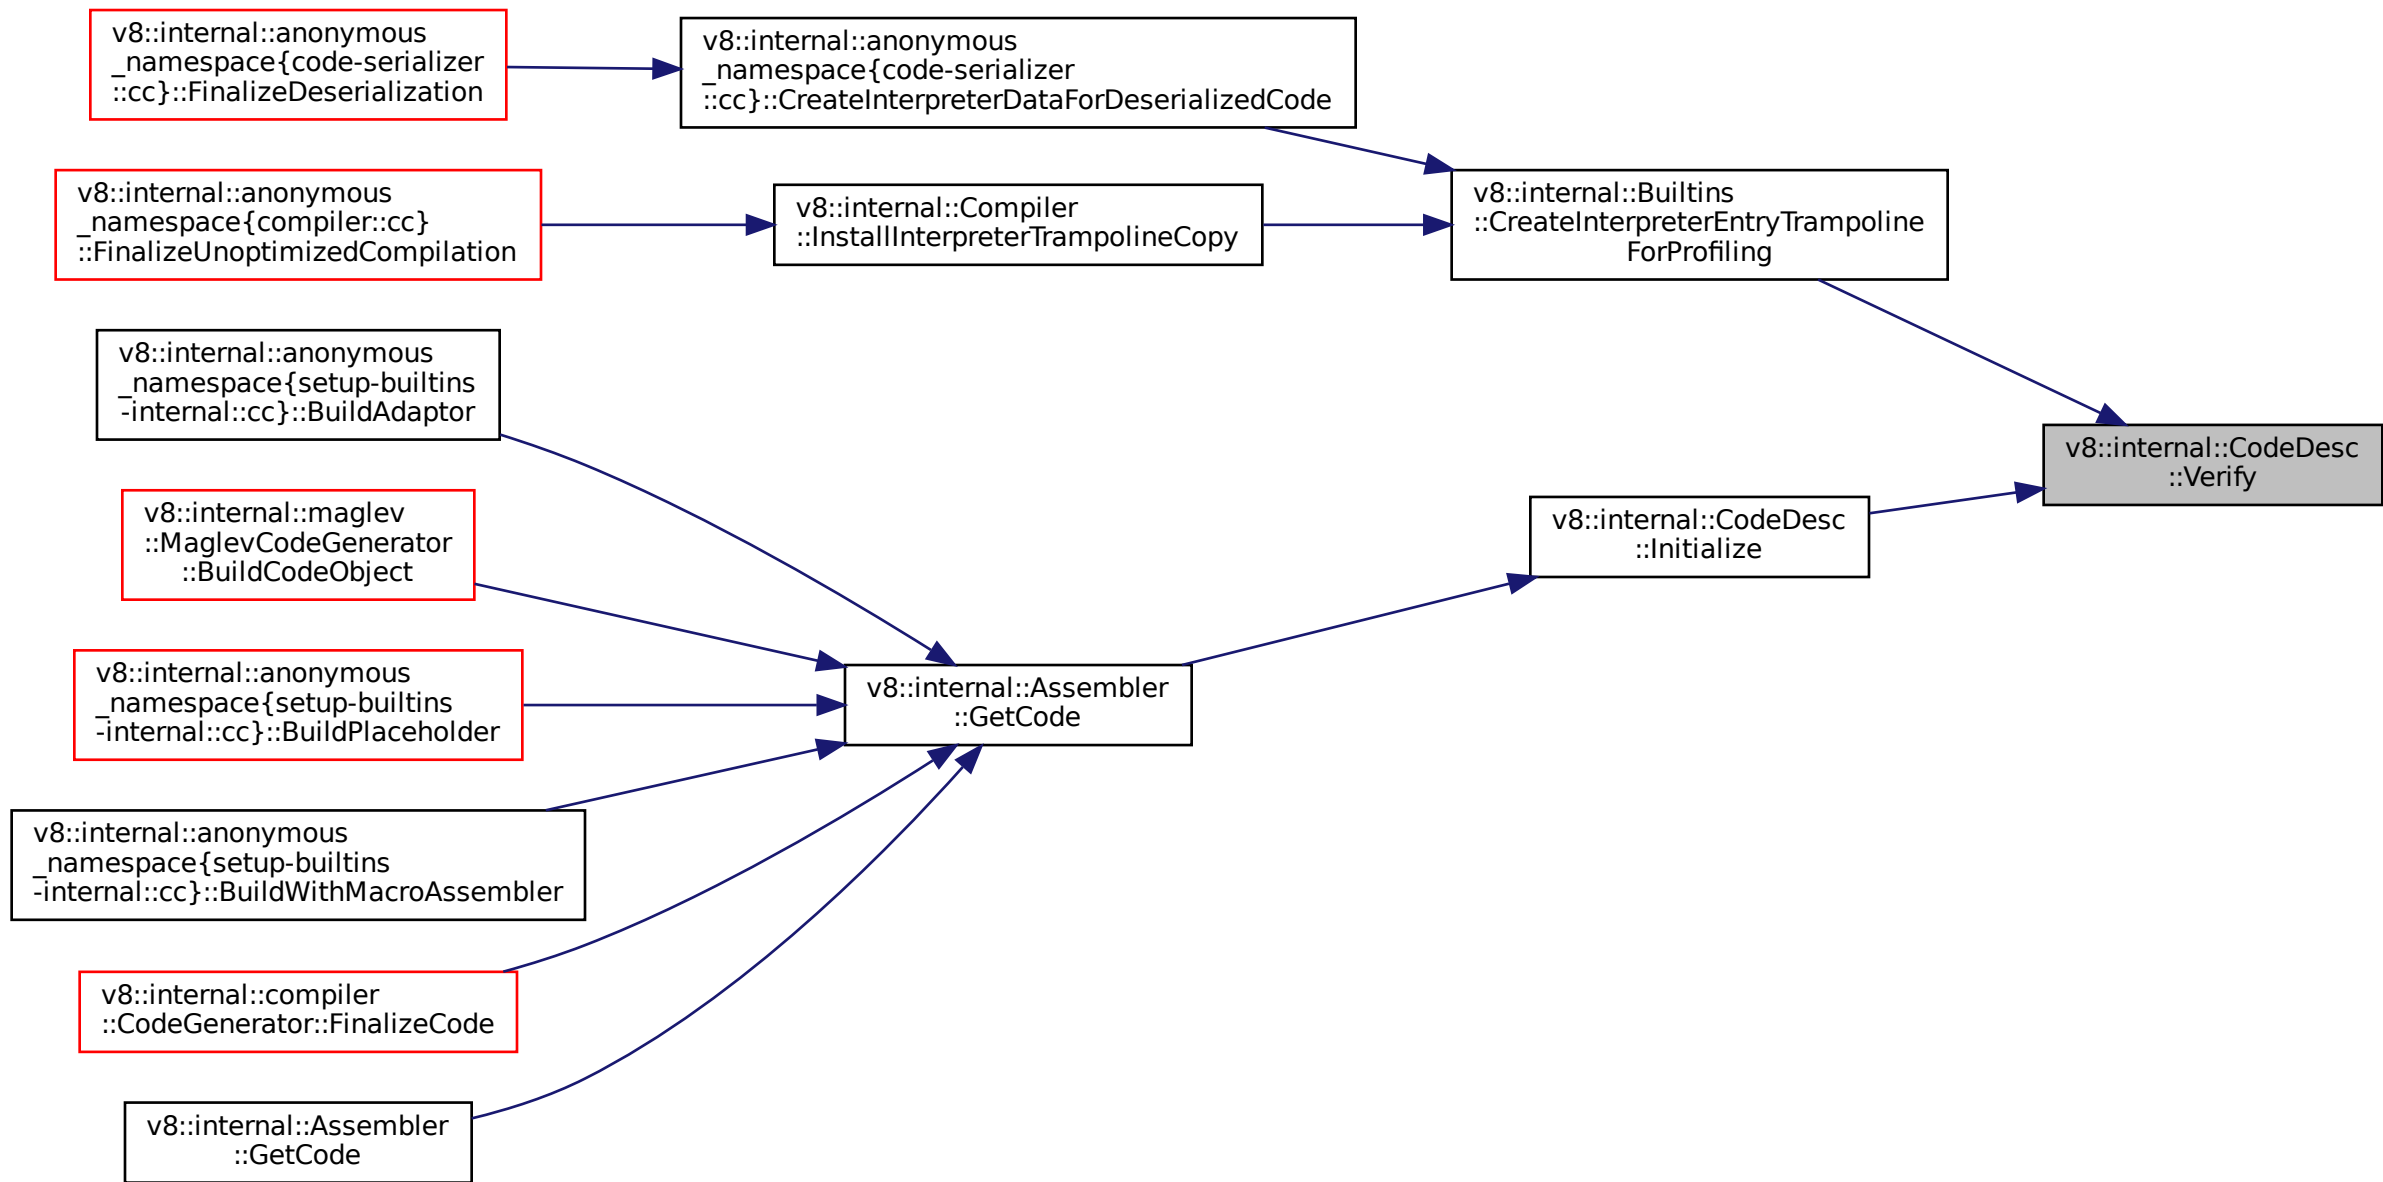 v8::internal::anonymous
_namespace{code-serializer
::cc}::FinalizeDeserialization
v8::internal::anonymous
_namespace{code-serializer
::cc}::CreateInterpreterDataForDeserializedCode
v8::internal::anonymous
_namespace{compiler::cc}
::FinalizeUnoptimizedCompilation
v8::internal::Compiler
::InstallInterpreterTrampolineCopy
v8::internal::Builtins
::CreateInterpreterEntryTrampoline
ForProfiling
v8::internal::anonymous
_namespace{setup-builtins
-internal::cc}::BuildAdaptor
v8::internal::CodeDesc
::Verify
v8::internal::maglev
::MaglevCodeGenerator
::BuildCodeObject
v8::internal::CodeDesc
::Initialize
v8::internal::anonymous
_namespace{setup-builtins
-internal::cc}::BuildPlaceholder
v8::internal::Assembler
::GetCode
v8::internal::anonymous
_namespace{setup-builtins
-internal::cc}::BuildWithMacroAssembler
v8::internal::compiler
::CodeGenerator::FinalizeCode
v8::internal::Assembler
::GetCode